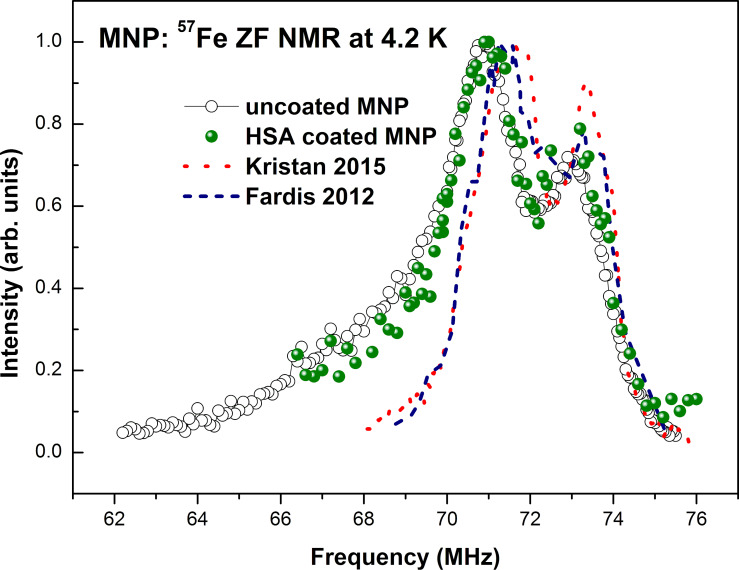 MNP: ⁵⁷Fe ZF NMR at 4.2 K
uncoated MNP
HSA coated MNP
Kristan 2015
Fardis 2012
Intensity (arb. units)
1.0
0.8
0.6
0.4
0.2
0.0
62 64 66 68 70 72 74 76
Frequency (MHz)